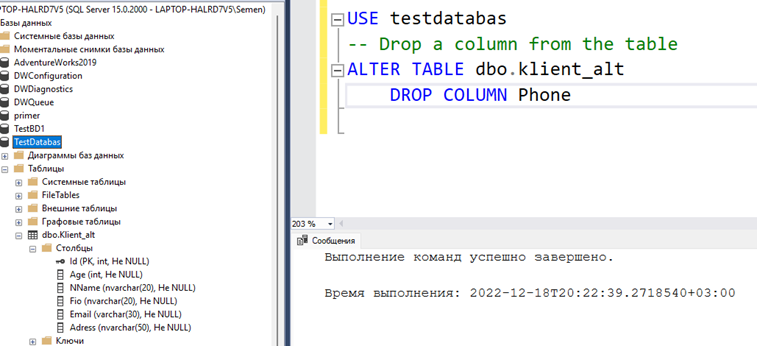 PTOP-HALRD7V5 (SQL Server 15.0.2000 - LAPTOP-HALRD7V5\Semen)
Базы данных
Системные базы данных
Моментальные снимки базы данных
AdventureWorks2019
DWConfiguration
DWDiagnostics
DWQueue
primer
TestBD1
TestDatabas
Диаграммы баз данных
Таблицы
Системные таблицы
FileTables
Внешние таблицы
Графовые таблицы
dbo.Klient_alt
Столбцы
Id (PK, int, Не NULL)
Age (int, Не NULL)
NName (nvarchar(20), Не NULL)
Fio (nvarchar(20), Не NULL)
Email (varchar(30), Не NULL)
Adress (nvarchar(50), Не NULL)
Ключи
USE testdatabas
-- Drop a column from the table
ALTER TABLE dbo.klient_alt
DROP COLUMN Phone
203 %
Сообщения
Выполнение команд успешно завершено.
Время выполнения: 2022-12-18T20:22:39.2718540+03:00